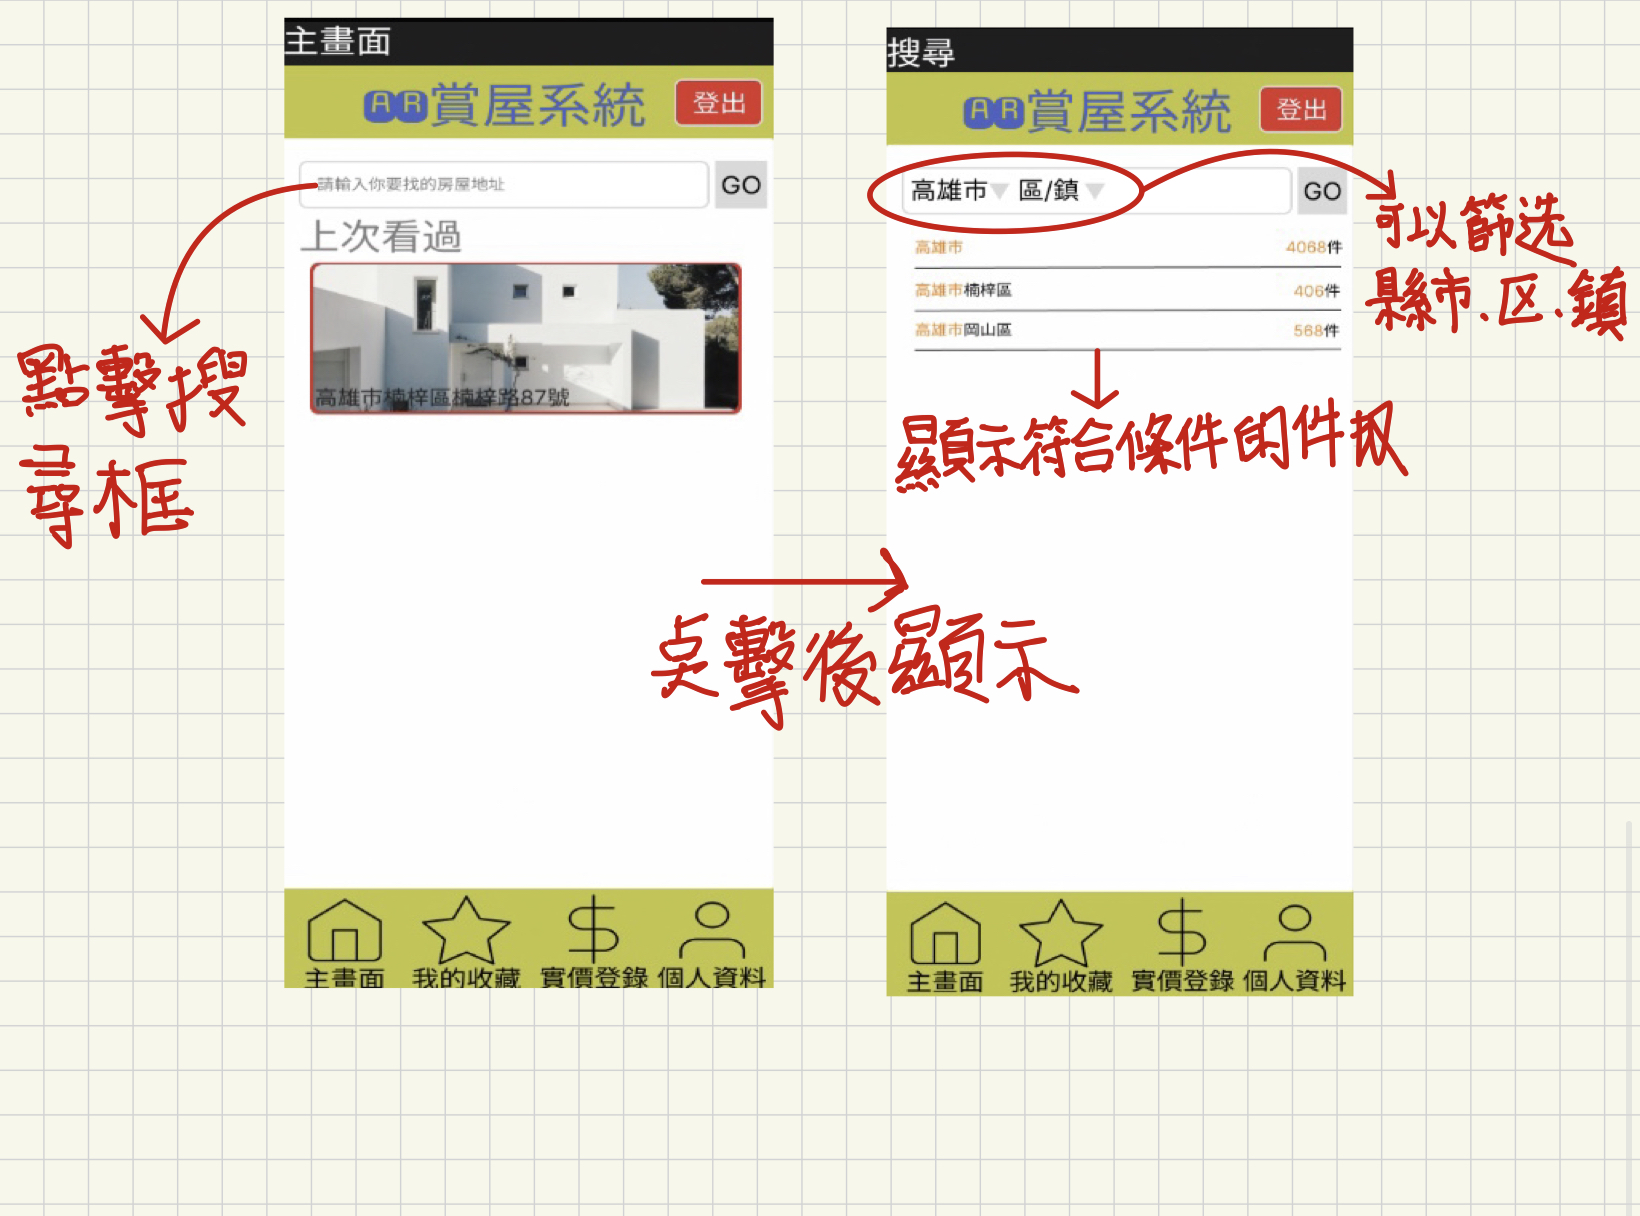 主畫面
AR賞屋系統
登出
請輸入你要找的房屋地址
GO
上次看過
高雄市楠梓區楠梓路87號
主畫面
我的收藏
實價登錄
個人資料
點擊搜
尋框
点擊後顯示
搜尋
AR賞屋系統
登出
高雄市▼ 區/鎮▼
GO
高雄市 4068件
高雄市楠梓區 406件
高雄市岡山區 568件
可以篩选
縣市.区.鎮
顯示符合條件的件
主畫面
我的收藏
實價登錄
個人資料